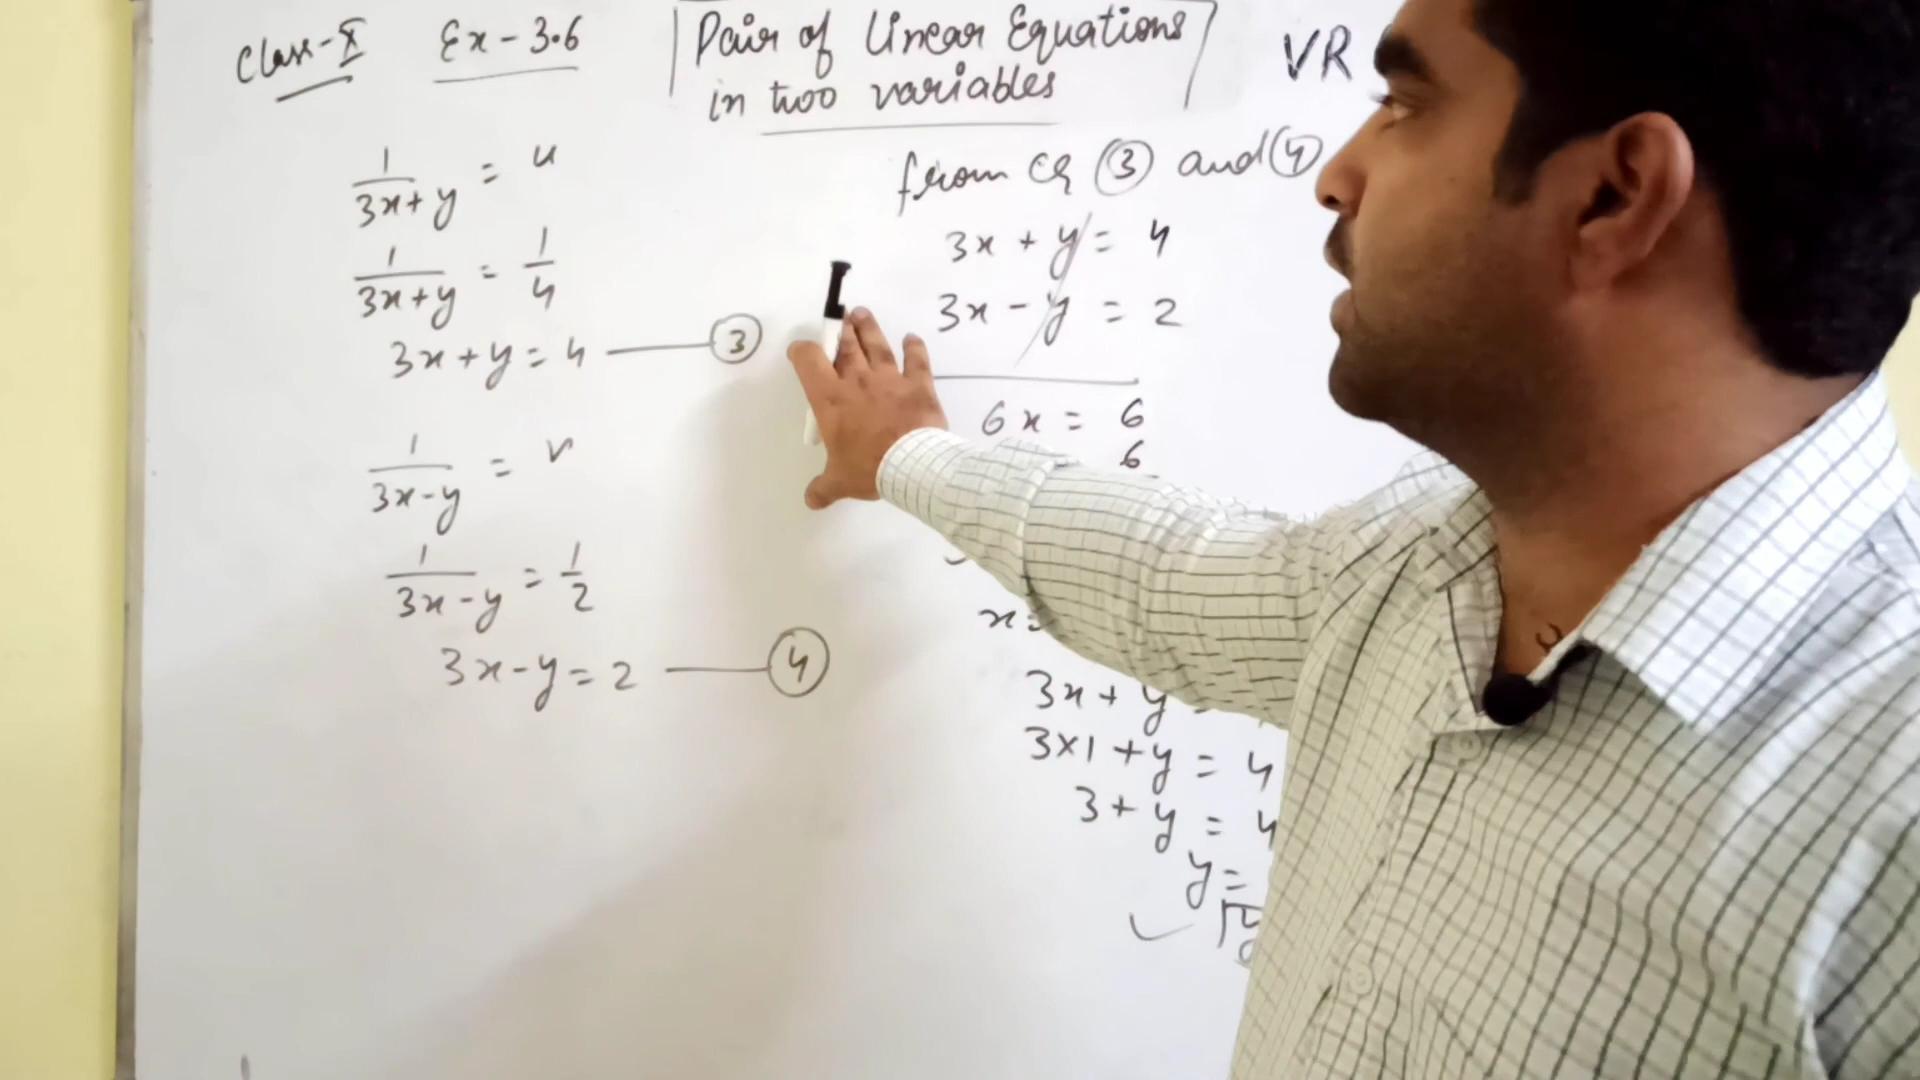 Class-X Ex-3.6 Pair of Linear Equations
in two variables
VR
1/(3x+y) = u
1/(3x+y) = 1/4
3x+y=4 ——— ③
1/(3x-y) = v
1/(3x-y) = 1/2
3x-y=2 ——— ④
from eq ③ and ④
3x + y = 4
3x - y = 2
6x = 6
6
x =
3x + y =
3×1 + y = 4
3 + y = 4
y =